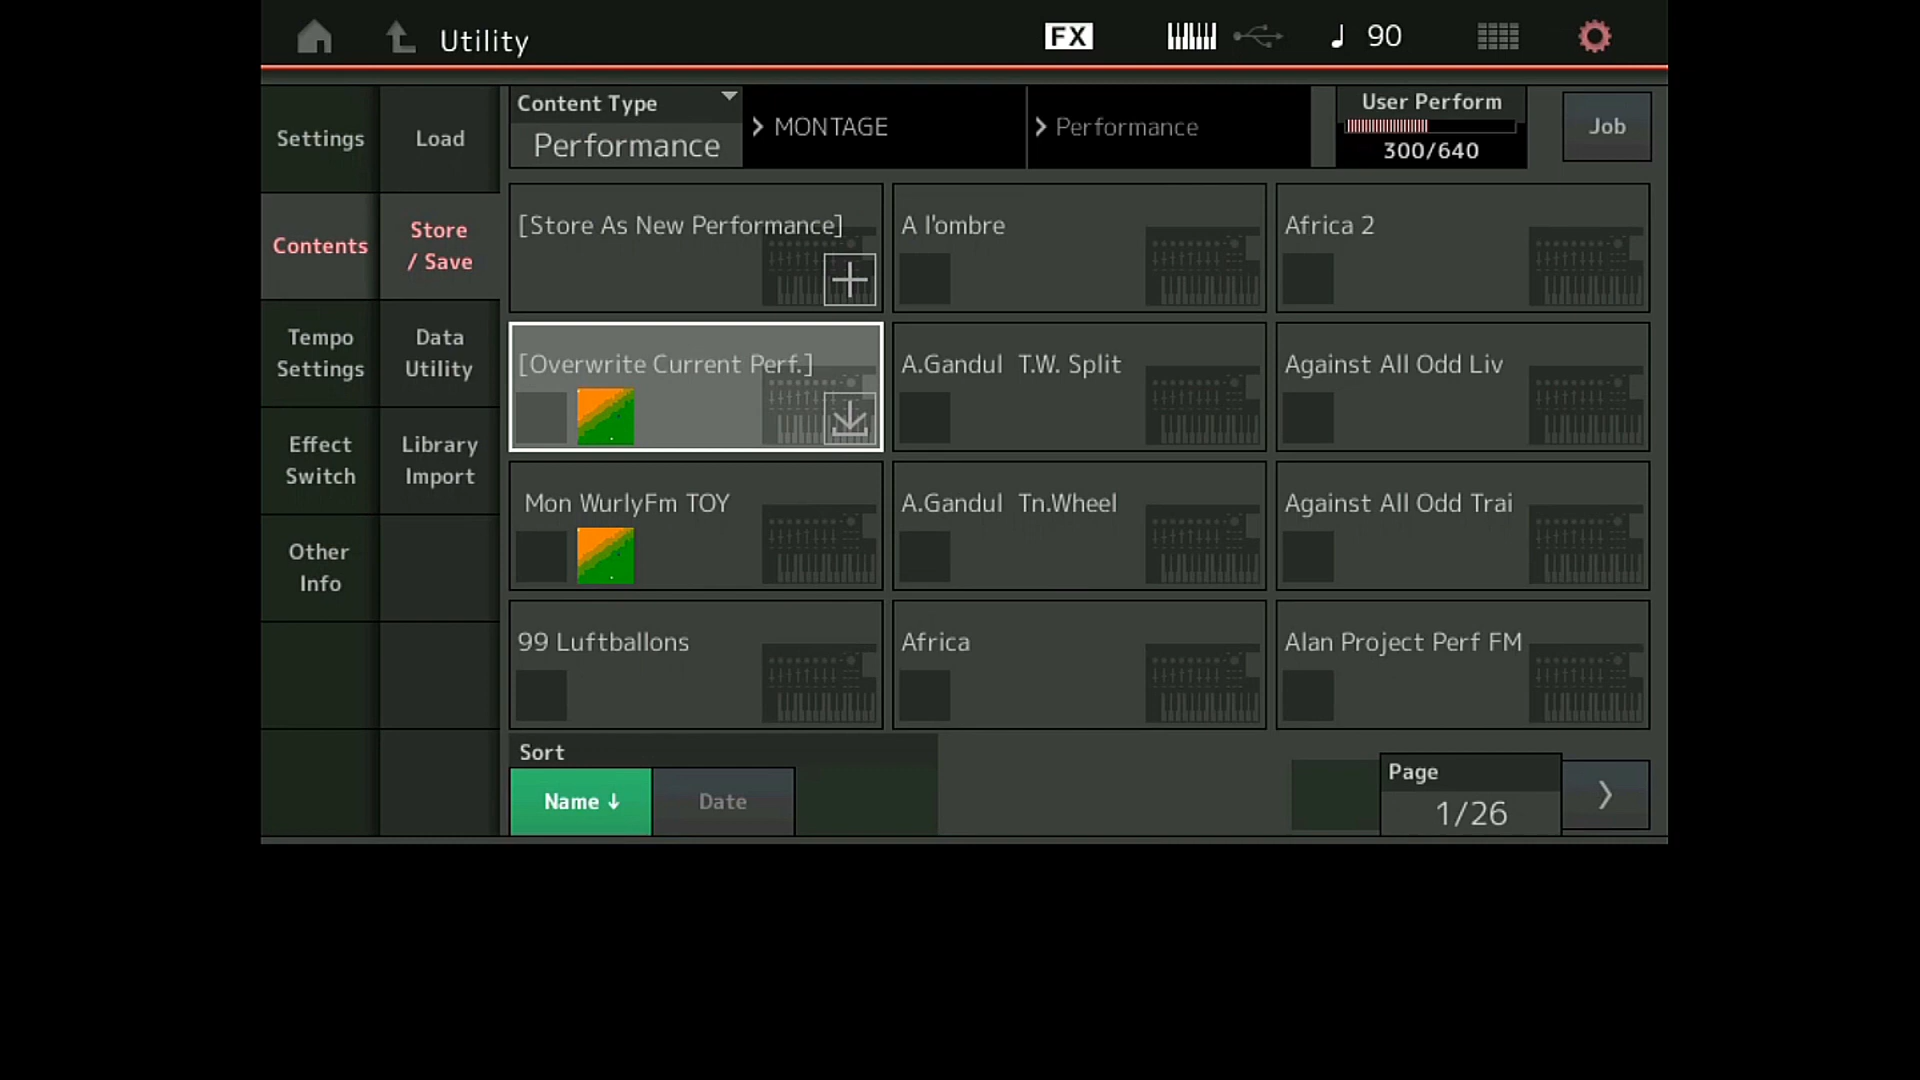 Utility
FX
90
Settings
Load
Content Type
Performance
MONTAGE
Performance
User Perform
300/640
Job
Contents
Store
/ Save
[Store As New Performance]
A l'ombre
Africa 2
Tempo
Settings
Data
Utility
[Overwrite Current Perf.]
A.Gandul  T.W. Split
Against All Odd Liv
Effect
Switch
Library
Import
Mon WurlyFm TOY
A.Gandul  Tn.Wheel
Against All Odd Trai
Other
Info
99 Luftballons
Africa
Alan Project Perf FM
Sort
Name ↓
Date
Page
1/26